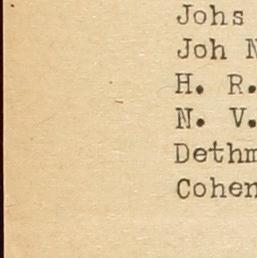 Johs
Joh N
H. R.
N. V.
Dethm
Cohen